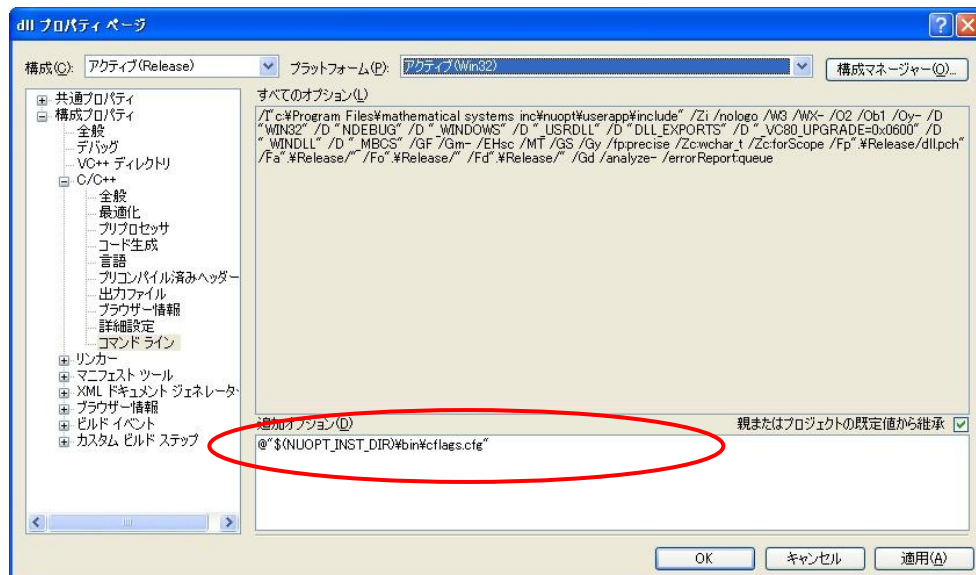 dll プロパティ ページ
構成(C): アクティブ(Release) プラットフォーム(P): アクティブ(Win32) 構成マネージャー(O)...
共通プロパティ
構成プロパティ
全般
デバッグ
VC++ ディレクトリ
C/C++
全般
最適化
プリプロセッサ
コード生成
言語
プリコンパイル済みヘッダー
出力ファイル
ブラウザー情報
詳細設定
コマンド ライン
リンカー
マニフェスト ツール
XML ドキュメント ジェネレータ
ブラウザー情報
ビルド イベント
カスタム ビルド ステップ
すべてのオプション(L)
/I"c:¥Program Files¥mathematical systems inc¥nuopt¥userapp¥include" /Zi /nologo /W3 /WX- /O2 /Ob1 /Oy- /D
"WIN32" /D "NDEBUG" /D "_WINDOWS" /D "_USRDLL" /D "DLL_EXPORTS" /D "_VC80_UPGRADE=0x0600" /D
"_WINDLL" /D "_MBCS" /GF /Gm- /EHsc /MT /GS /Gy /fp:precise /Zc:wchar_t /Zc:forScope /Fp".¥Release/dll.pch"
/Fa".¥Release/" /Fo".¥Release/" /Fd".¥Release/" /Gd /analyze- /errorReport:queue
追加オプション(D) 親またはプロジェクトの既定値から継承
@"$(NUOPT_INST_DIR)¥bin¥cflags.cfg"
OK キャンセル 適用(A)